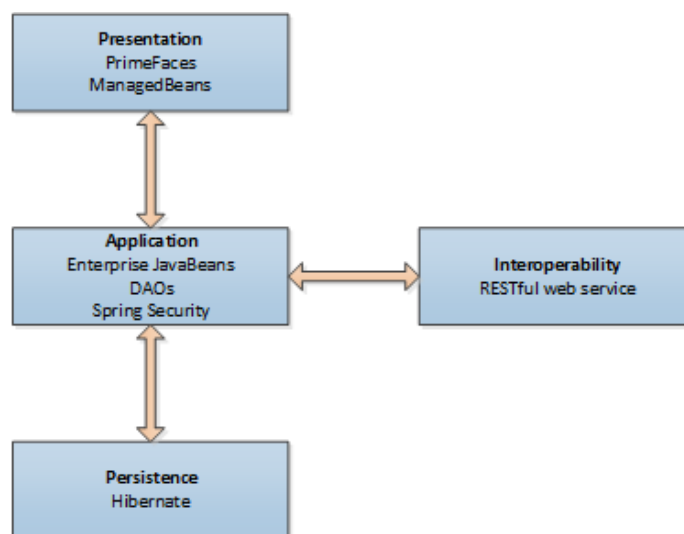 Presentation
PrimeFaces
ManagedBeans
Application
Enterprise JavaBeans
DAOs
Spring Security
Interoperability
RESTful web service
Persistence
Hibernate